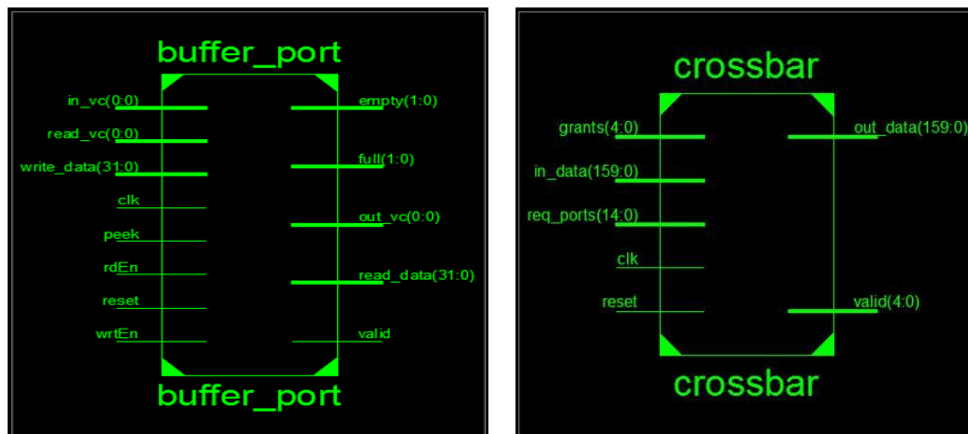 buffer_port
in_vc(0:0)
read_vc(0:0)
write_data(31:0)
clk
peek
rdEn
reset
wrtEn
empty(1:0)
full(1:0)
out_vc(0:0)
read_data(31:0)
valid
buffer_port
crossbar
grants(4:0)
in_data(159:0)
req_ports(14:0)
clk
reset
out_data(159:0)
valid(4:0)
crossbar